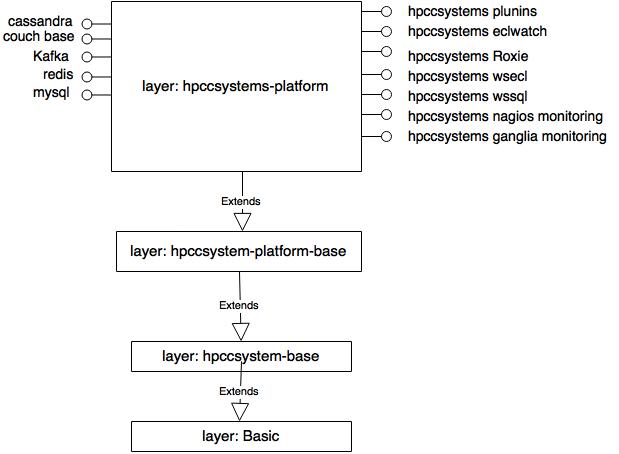 cassandra
couch base
Kafka
redis
mysql
layer: hpccsystems-platform
hpccsystems plunins
hpccsystems eclwatch
hpccsystems Roxie
hpccsystems wsecl
hpccsystems wssql
hpccsystems nagios monitoring
hpccsystems ganglia monitoring
Extends
layer: hpccsystem-platform-base
Extends
layer: hpccsystem-base
Extends
layer: Basic